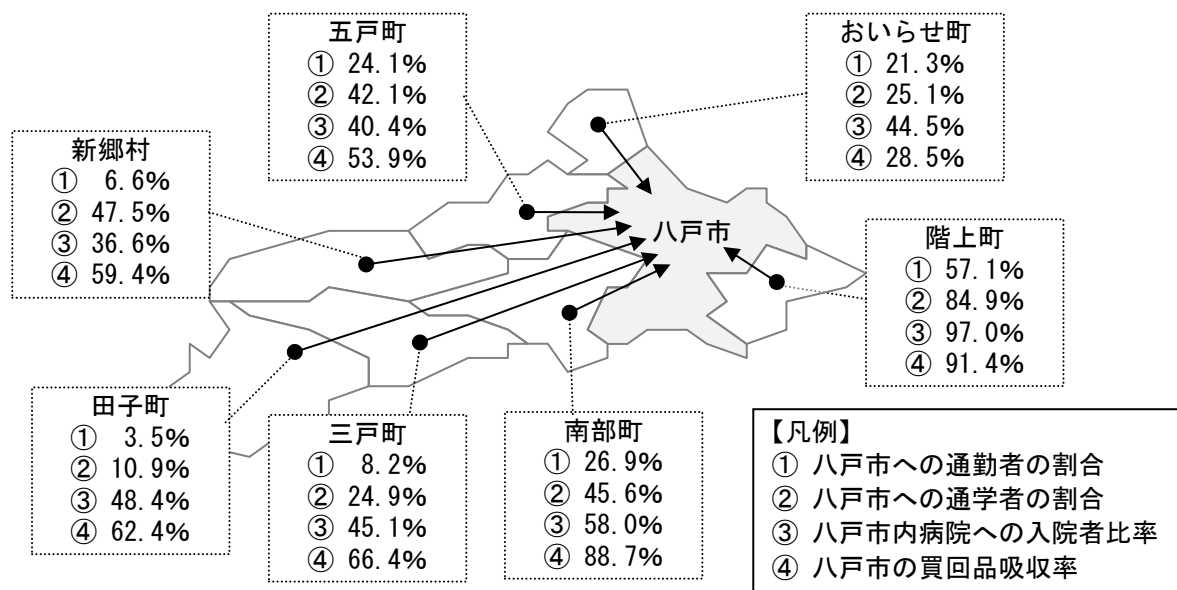 五戸町
① 24.1%
② 42.1%
③ 40.4%
④ 53.9%
おいらせ町
① 21.3%
② 25.1%
③ 44.5%
④ 28.5%
新郷村
① 6.6%
② 47.5%
③ 36.6%
④ 59.4%
八戸市
階上町
① 57.1%
② 84.9%
③ 97.0%
④ 91.4%
田子町
① 3.5%
② 10.9%
③ 48.4%
④ 62.4%
三戸町
① 8.2%
② 24.9%
③ 45.1%
④ 66.4%
南部町
① 26.9%
② 45.6%
③ 58.0%
④ 88.7%
【凡例】
① 八戸市への通勤者の割合
② 八戸市への通学者の割合
③ 八戸市内病院への入院者比率
④ 八戸市の買回品吸収率